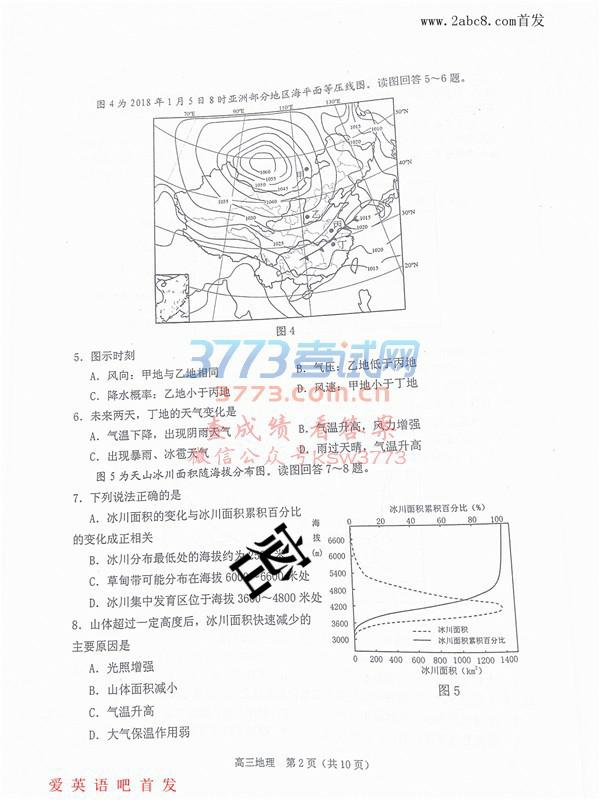 www.2abc8.com首发
图4为2018年1月5日8时亚洲部分地区海平面等压线图。读图回答5~6题。
70°E 90°E 110°E 130°E 50°N
40°N
30°N
20°N
1060
1055
1050 1045
甲
乙
丙
丁
图4
5. 图示时刻
A. 风向：甲地与乙地相同 B. 气压：乙地低于丙地
C. 降水概率：乙地小于丙地 D. 风速：甲地小于丁地
6. 未来两天，丁地的天气变化是
A. 气温下降，出现阴雨天气 B. 气温升高，风力增强
C. 出现暴雨、冰雹天气 D. 雨过天晴，气温升高
3773考试网
3773.com.cn
查成绩 看答案
微信公众号ksw3773
图5为天山冰川面积随海拔分布图。读图回答7~8题。
7. 下列说法正确的是
A. 冰川面积的变化与冰川面积累积百分比
的变化成正相关
B. 冰川分布最低处的海拔约为25 米
C. 草甸带可能分布在海拔6000~6600米处
D. 冰川集中发育区位于海拔3600~4800米处
8. 山体超过一定高度后，冰川面积快速减少的
主要原因是
A. 光照增强
B. 山体面积减小
C. 气温升高
D. 大气保温作用弱
冰川面积累积百分比（%）
0 20 40 60 80 100
海
拔
(m)
6600
6000
5400
4800
4200
3600
3000
冰川面积
冰川面积累积百分比
0 200 400 600 800 1000 1200 1400
冰川面积（km²）
图5
密
高三地理 第2页（共10页）
爱英语吧首发